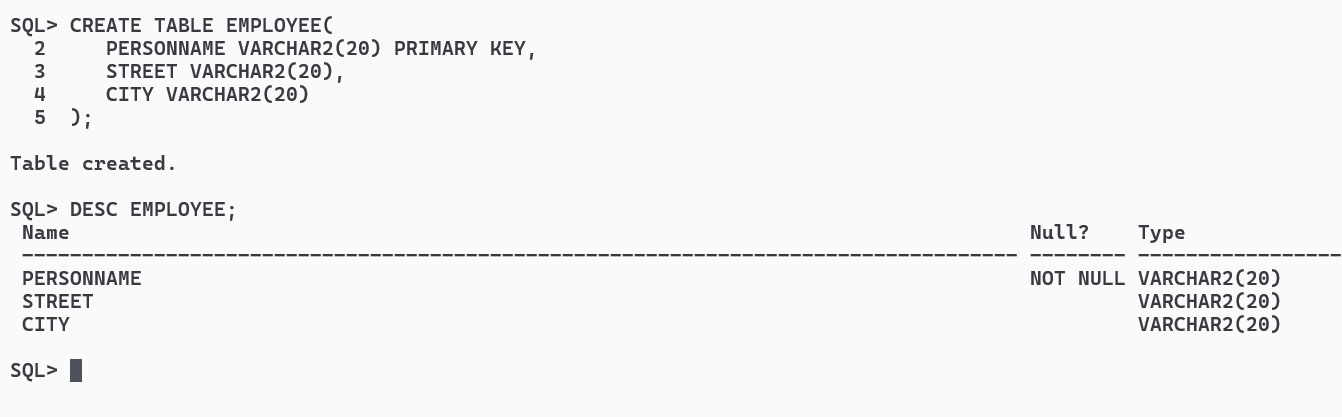 SQL> CREATE TABLE EMPLOYEE(
  2     PERSONNAME VARCHAR2(20) PRIMARY KEY,
  3     STREET VARCHAR2(20),
  4     CITY VARCHAR2(20)
  5  );
Table created.
SQL> DESC EMPLOYEE;
 Name                                                                                Null?    Type
 ----------------------------------------------------------------------------------- -------- -----------------
 PERSONNAME                                                                          NOT NULL VARCHAR2(20)
 STREET                                                                                       VARCHAR2(20)
 CITY                                                                                         VARCHAR2(20)
SQL>